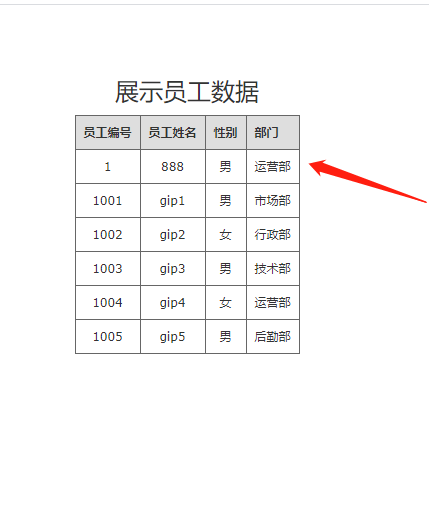 展示员工数据
员工编号 员工姓名 性别 部门
1 888 男 运营部
1001 gip1 男 市场部
1002 gip2 女 行政部
1003 gip3 男 技术部
1004 gip4 女 运营部
1005 gip5 男 后勤部